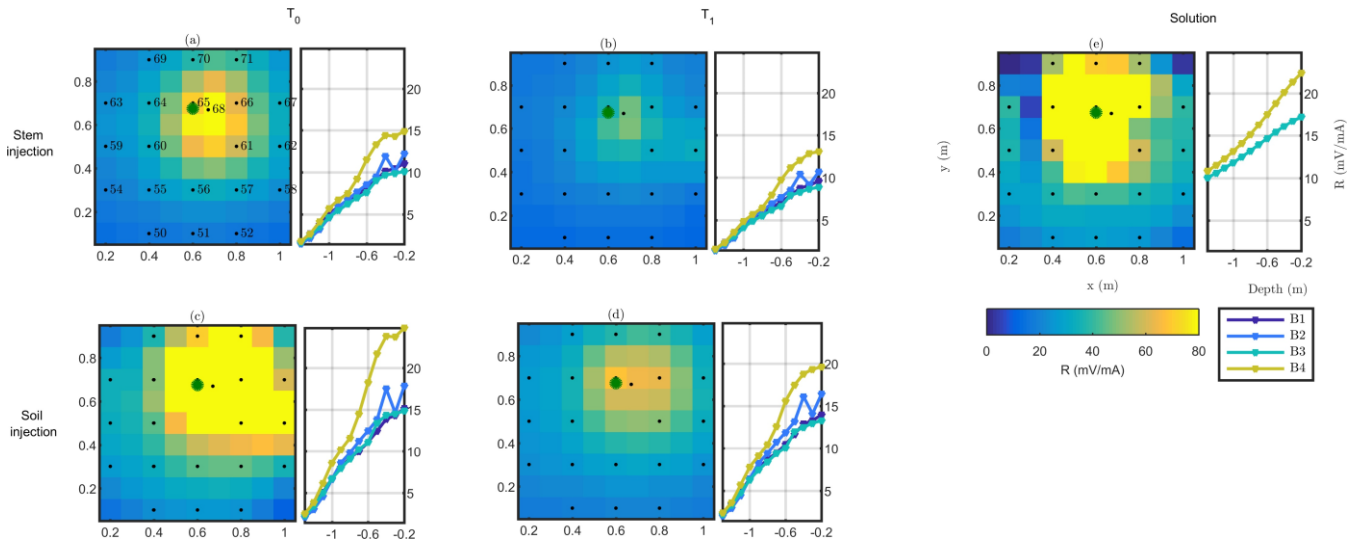 T0
T1
Solution
(a)
(b)
(e)
Stem
injection
0.8
0.6
0.4
0.2
69 70 71
63 64 65 66 67
68
59 60 61 62
54 55 56 57 58
50 51 52
0.4 0.6 0.8 1
20
15
10
5
-1 -0.6 -0.2
0.8
0.6
0.4
0.2
0.2 0.4 0.6 0.8 1
20
15
10
5
-1 -0.6 -0.2
y (m)
0.8
0.6
0.4
0.2
0.2 0.4 0.6 0.8 1
x (m)
20
15
10
5
R (mV/mA)
-1 -0.6 -0.2
Depth (m)
(c)
(d)
Soil
injection
0.8
0.6
0.4
0.2
0.2 0.4 0.6 0.8 1
20
15
10
5
-1 -0.6 -0.2
0.8
0.6
0.4
0.2
0.2 0.4 0.6 0.8 1
20
15
10
5
-1 -0.6 -0.2
0 20 40 60 80
R (mV/mA)
B1
B2
B3
B4